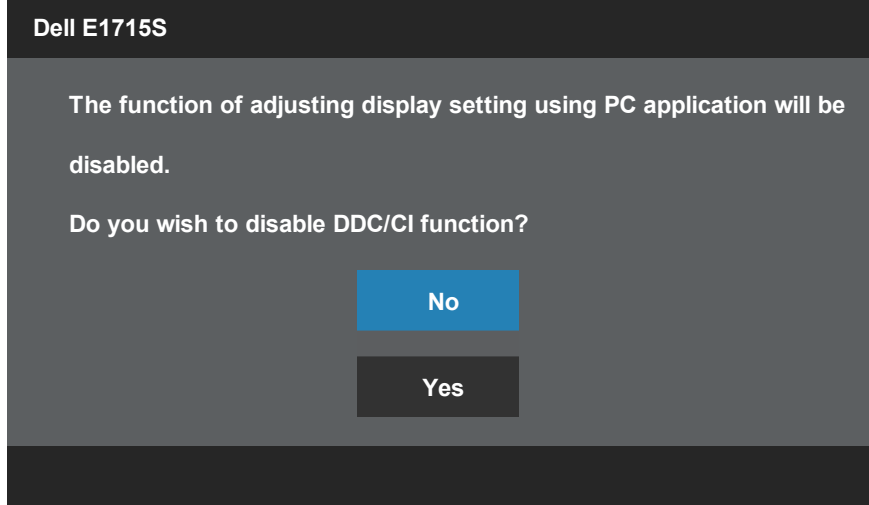 Dell E1715S
The function of adjusting display setting using PC application will be
disabled.
Do you wish to disable DDC/CI function?
No
Yes